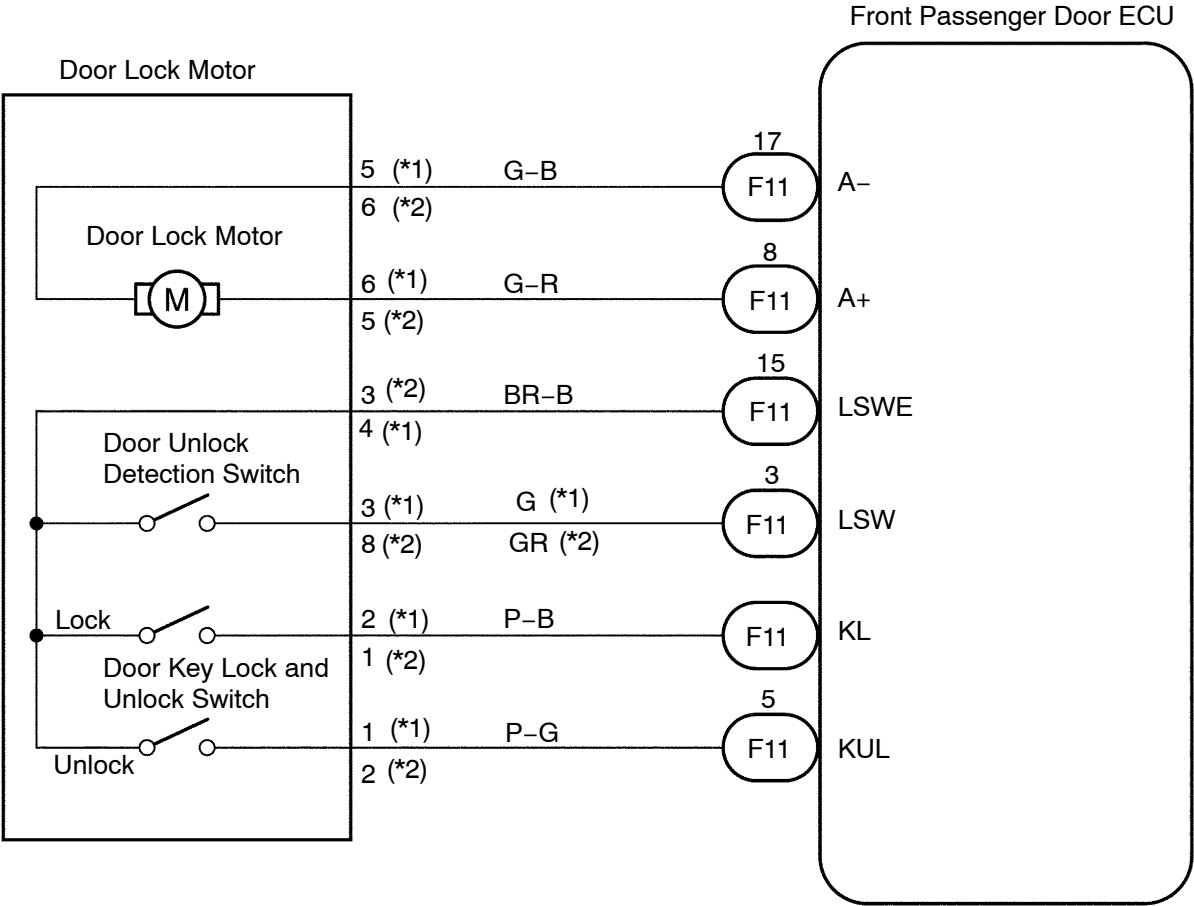 Front Passenger Door ECU
Door Lock Motor
5 (*1) G−B 17
F11 A−
6 (*2)
Door Lock Motor
M
6 (*1) G−R 8
F11 A+
5 (*2)
3 (*2) BR−B 15
F11 LSWE
4 (*1)
Door Unlock
Detection Switch
3 (*1) G (*1) 3
F11 LSW
8 (*2) GR (*2)
Lock
2 (*1) P−B
F11 KL
1 (*2)
Door Key Lock and
Unlock Switch
1 (*1) P−G 5
F11 KUL
Unlock
2 (*2)